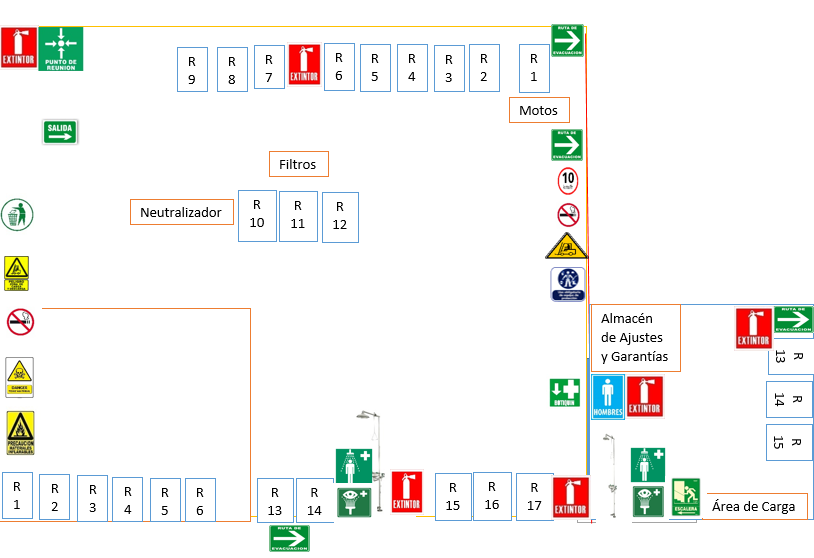 EXTINTOR
PUNTO DE
REUNION
R
9
R
8
R
7
EXTINTOR
R
6
R
5
R
4
R
3
R
2
R
1
RUTA DE
EVACUACION
Motos
SALIDA
RUTA DE
EVACUACION
Filtros
10
km/h
Neutralizador
R
10
R
11
R
12
Almacén
de Ajustes
y Garantías
EXTINTOR
RUTA DE
EVACUACION
R
13
R
14
R
15
BOTIQUIN
HOMBRES
EXTINTOR
PRECAUCION
MATERIALES
INFLAMABLES
R
1
R
2
R
3
R
4
R
5
R
6
R
13
R
14
EXTINTOR
R
15
R
16
R
17
EXTINTOR
ESCALERA
Área de Carga
RUTA DE
EVACUACION